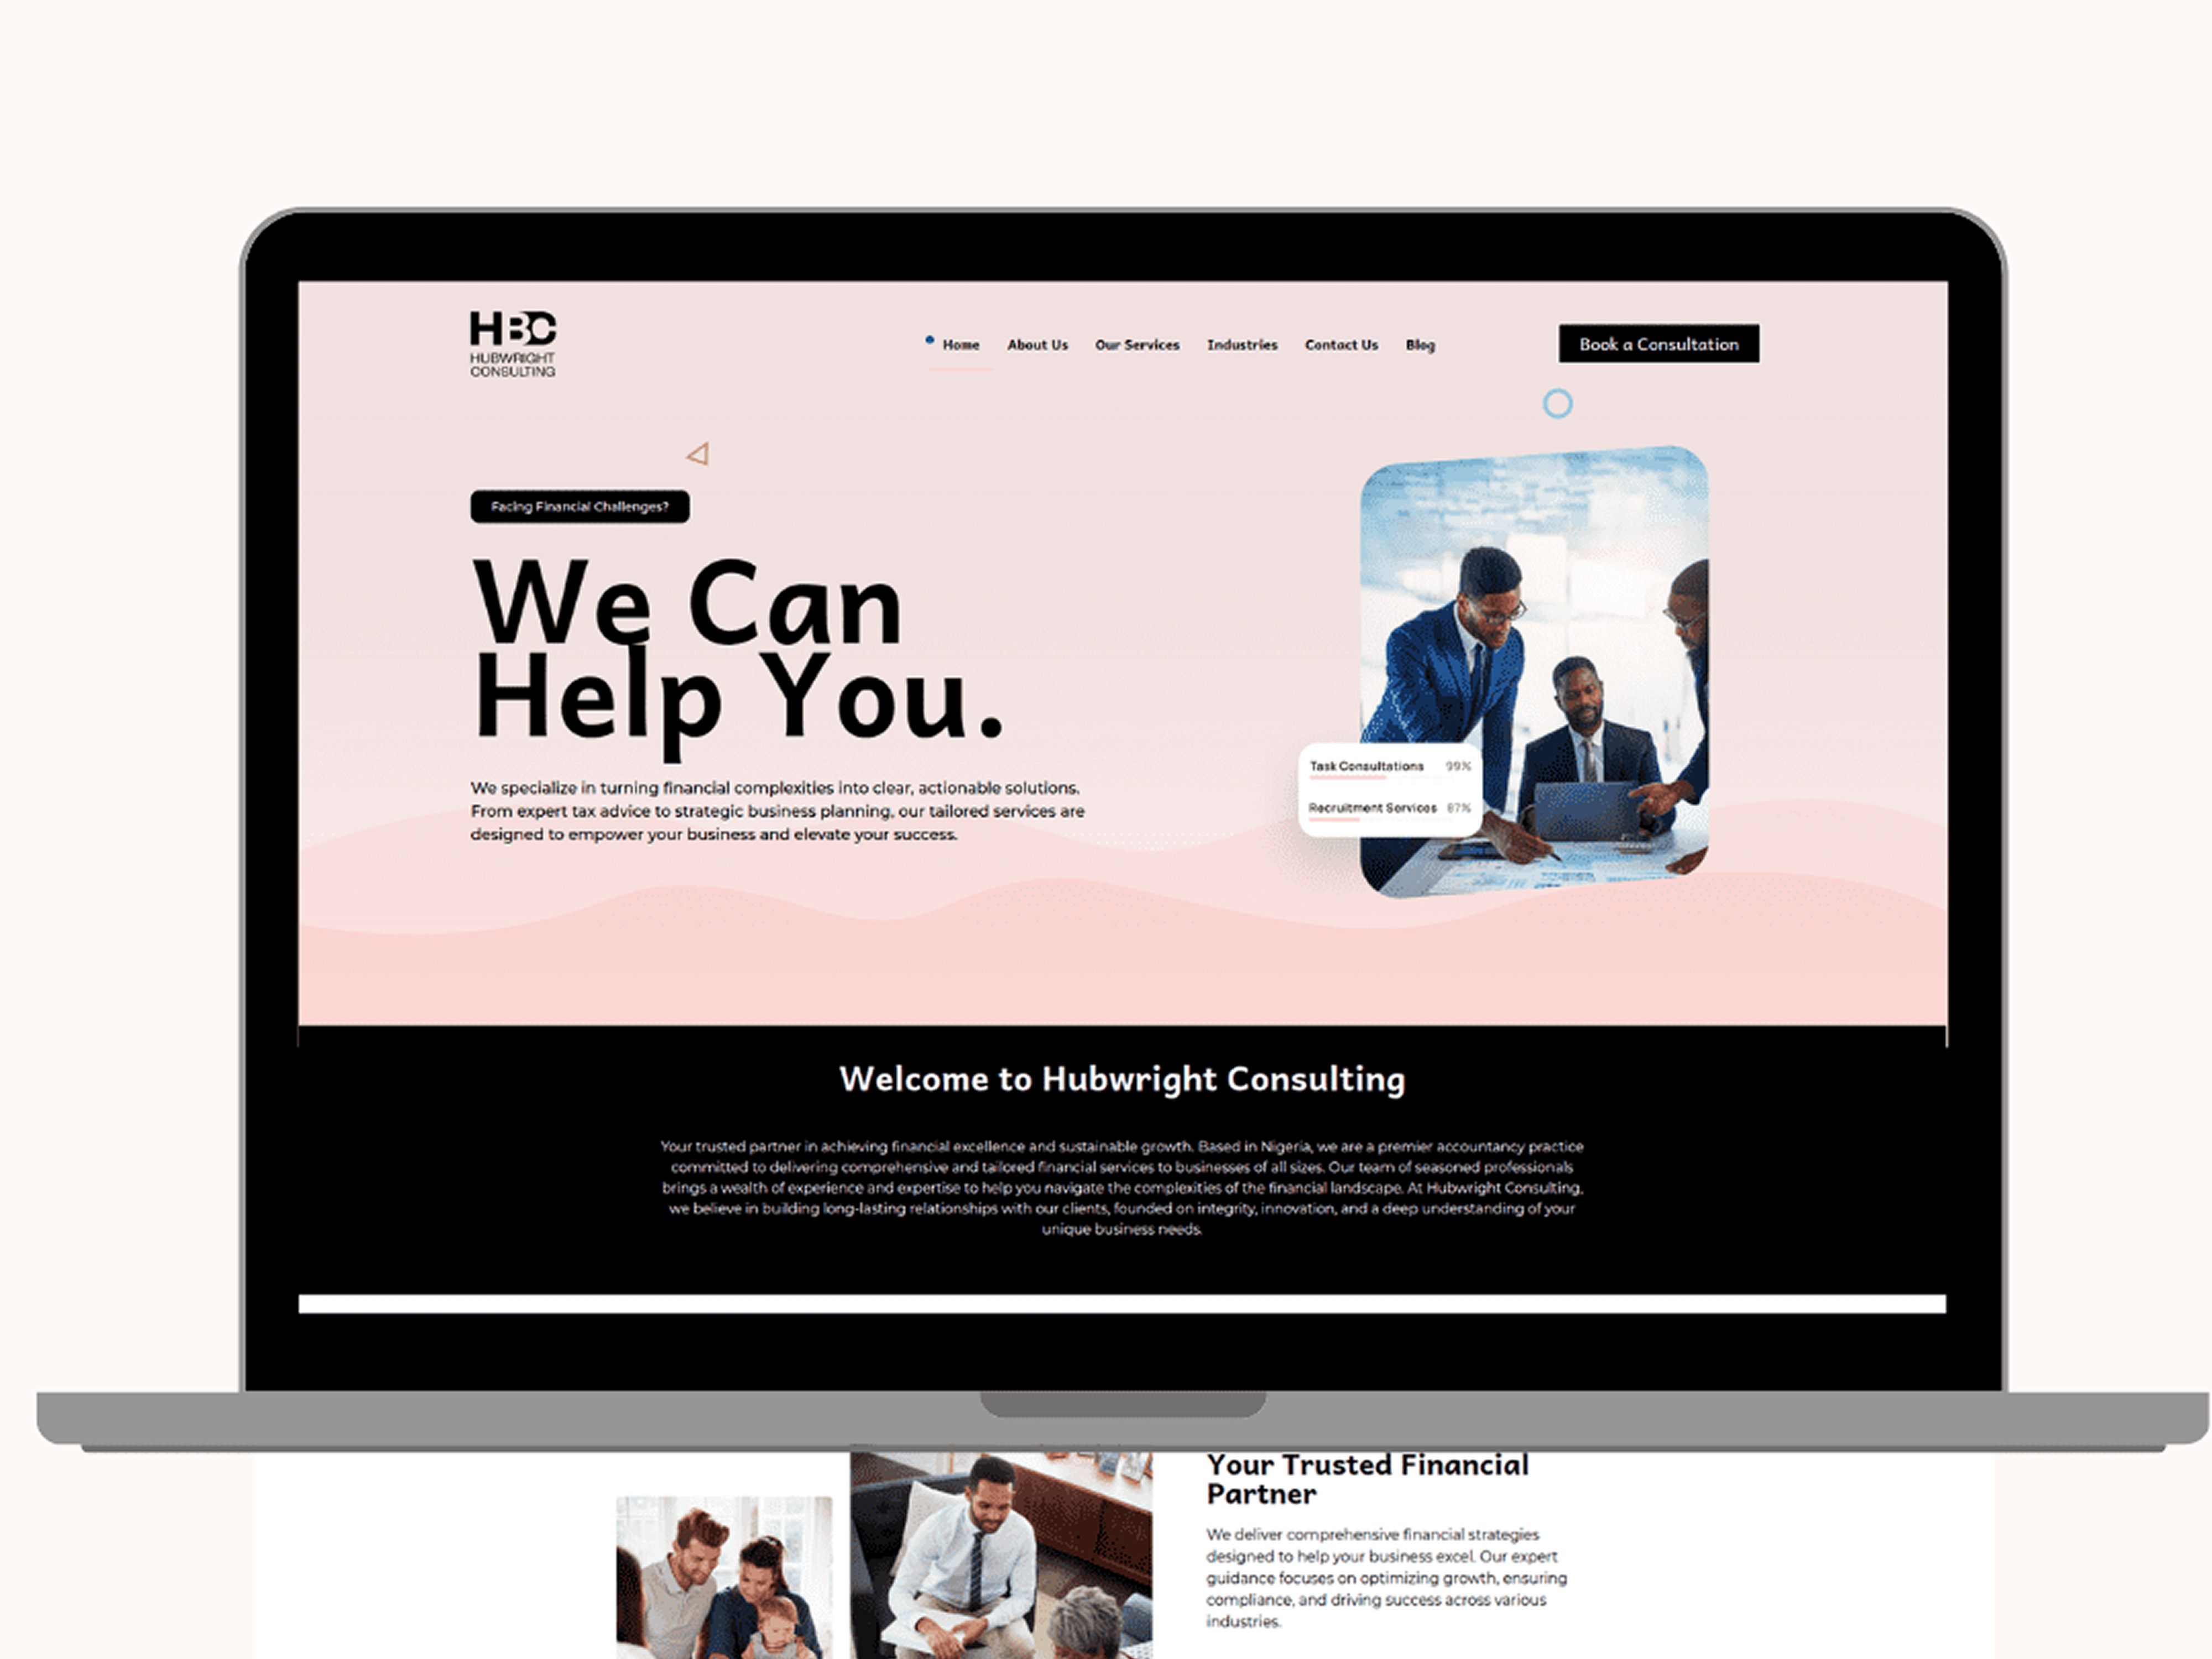 HBC
HUBWRIGHT
CONSULTING
Home About Us Our Services Industries Contact Us Blog
Book a Consultation
Facing Financial Challenges?
We Can
Help You.
We specialize in turning financial complexities into clear, actionable solutions.
From expert tax advice to strategic business planning, our tailored services are
designed to empower your business and elevate your success.
Task Consultations 99%
Recruitment Services 87%
Welcome to Hubwright Consulting
Your trusted partner in achieving financial excellence and sustainable growth. Based in Nigeria, we are a premier accountancy practice
committed to delivering comprehensive and tailored financial services to businesses of all sizes. Our team of seasoned professionals
brings a wealth of experience and expertise to help you navigate the complexities of the financial landscape. At Hubwright Consulting,
we believe in building long-lasting relationships with our clients, founded on integrity, innovation, and a deep understanding of your
unique business needs.
Your Trusted Financial
Partner
We deliver comprehensive financial strategies
designed to help your business excel. Our expert
guidance focuses on optimizing growth, ensuring
compliance, and driving success across various
industries.